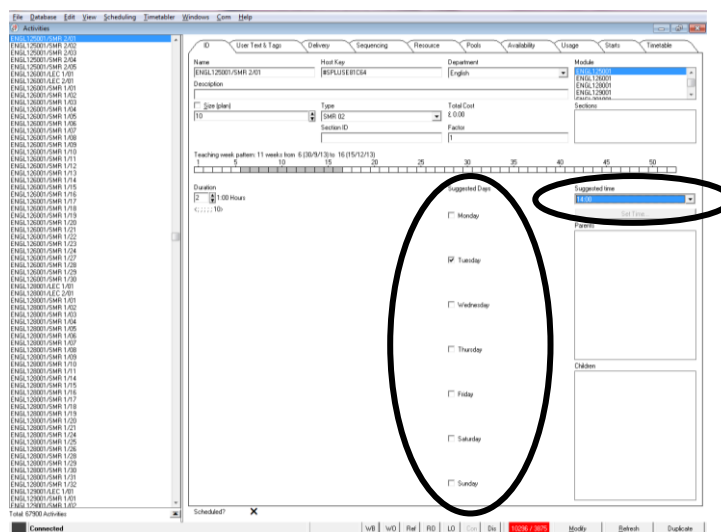 File Database Edit View Scheduling Timetabler Windows Com Help
Activities
ENGL125001/SMR 2/01
ENGL125001/SMR 2/02
ENGL125001/SMR 2/03
ENGL125001/SMR 2/04
ENGL125001/SMR 2/05
ENGL126001/LEC 1/01
ENGL126001/LEC 2/01
ENGL126001/SMR 1/01
ENGL126001/SMR 1/02
ENGL126001/SMR 1/03
ENGL126001/SMR 1/04
ENGL126001/SMR 1/05
ENGL126001/SMR 1/06
ENGL126001/SMR 1/07
ENGL126001/SMR 1/08
ENGL126001/SMR 1/09
ENGL126001/SMR 1/10
ENGL126001/SMR 1/11
ENGL126001/SMR 1/12
ENGL126001/SMR 1/13
ENGL126001/SMR 1/14
ENGL126001/SMR 1/15
ENGL126001/SMR 1/16
ENGL126001/SMR 1/17
ENGL126001/SMR 1/18
ENGL126001/SMR 1/19
ENGL126001/SMR 1/20
ENGL126001/SMR 1/21
ENGL126001/SMR 1/22
ENGL126001/SMR 1/23
ENGL126001/SMR 1/24
ENGL126001/SMR 1/27
ENGL126001/SMR 1/28
ENGL126001/SMR 1/29
ENGL126001/SMR 1/30
ENGL128001/LEC 1/01
ENGL128001/LEC 2/01
ENGL128001/SMR 1/01
ENGL128001/SMR 1/02
ENGL128001/SMR 1/03
ENGL128001/SMR 1/04
ENGL128001/SMR 1/05
ENGL128001/SMR 1/06
ENGL128001/SMR 1/07
ENGL128001/SMR 1/08
ENGL128001/SMR 1/09
ENGL128001/SMR 1/10
ENGL128001/SMR 1/11
ENGL128001/SMR 1/14
ENGL128001/SMR 1/15
ENGL128001/SMR 1/16
ENGL128001/SMR 1/17
ENGL128001/SMR 1/18
ENGL128001/SMR 1/19
ENGL128001/SMR 1/20
ENGL128001/SMR 1/21
ENGL128001/SMR 1/24
ENGL128001/SMR 1/25
ENGL128001/SMR 1/26
ENGL128001/SMR 1/28
ENGL128001/SMR 1/30
ENGL128001/SMR 1/31
ENGL128001/SMR 1/32
ENGL129001/LEC 1/01
ENGL129001/SMR 1/01
ENGL129001/SMR 1/02
Total: 67900 Activities
ID User Text & Tags Delivery Sequencing Resource Pools Availability Usage Starts Timetable
Name Host Key Department Module
ENGL125001/SMR 2/01 #SPLUSE81C64 English
ENGL125001
ENGL126001
ENGL128001
ENGL129001
Description
Size (plan) Type Total Cost Sections
10 SMR 02 £ 0.00
Section ID Factor
1
Teaching week pattern: 11 weeks from 6 (30/9/13) to 16 (15/12/13)
1 5 10 15 20 25 30 35 40 45 50
Duration Suggested Days Suggested time
2 1:00 Hours 14:00
<; ; ; ; 10>
Set Time...
Parents
Monday
Tuesday
Wednesday
Thursday
Children
Friday
Saturday
Sunday
Scheduled? X
Connected WB WO Ref RO LO Con Dis 10296 / 3875 Modify Refresh Duplicate